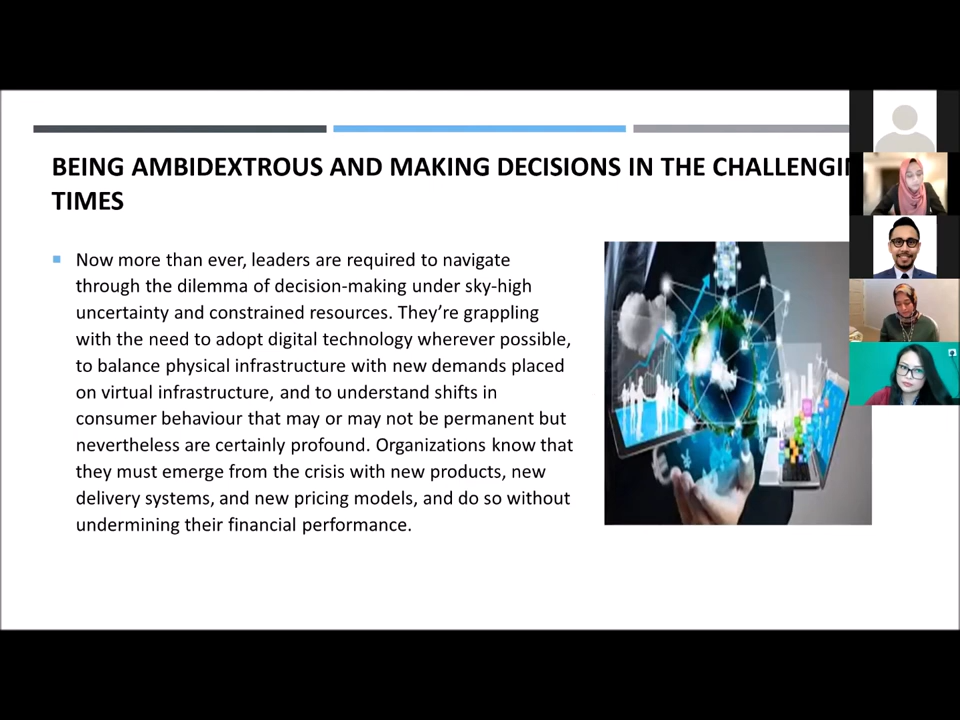 BEING AMBIDEXTROUS AND MAKING DECISIONS IN THE
TIMES
Now more than ever, leaders are required to navigate
through the dilemma of decision-making under sky-high
uncertainty and constrained resources. They’re grappling
with the need to adopt digital technology wherever possible,
to balance physical infrastructure with new demands placed
on virtual infrastructure, and to understand shifts in
consumer behaviour that may or may not be permanent but
nevertheless are certainly profound. Organizations know that
they must emerge from the crisis with new products, new
delivery systems, and new pricing models, and do so without
undermining their financial performance.